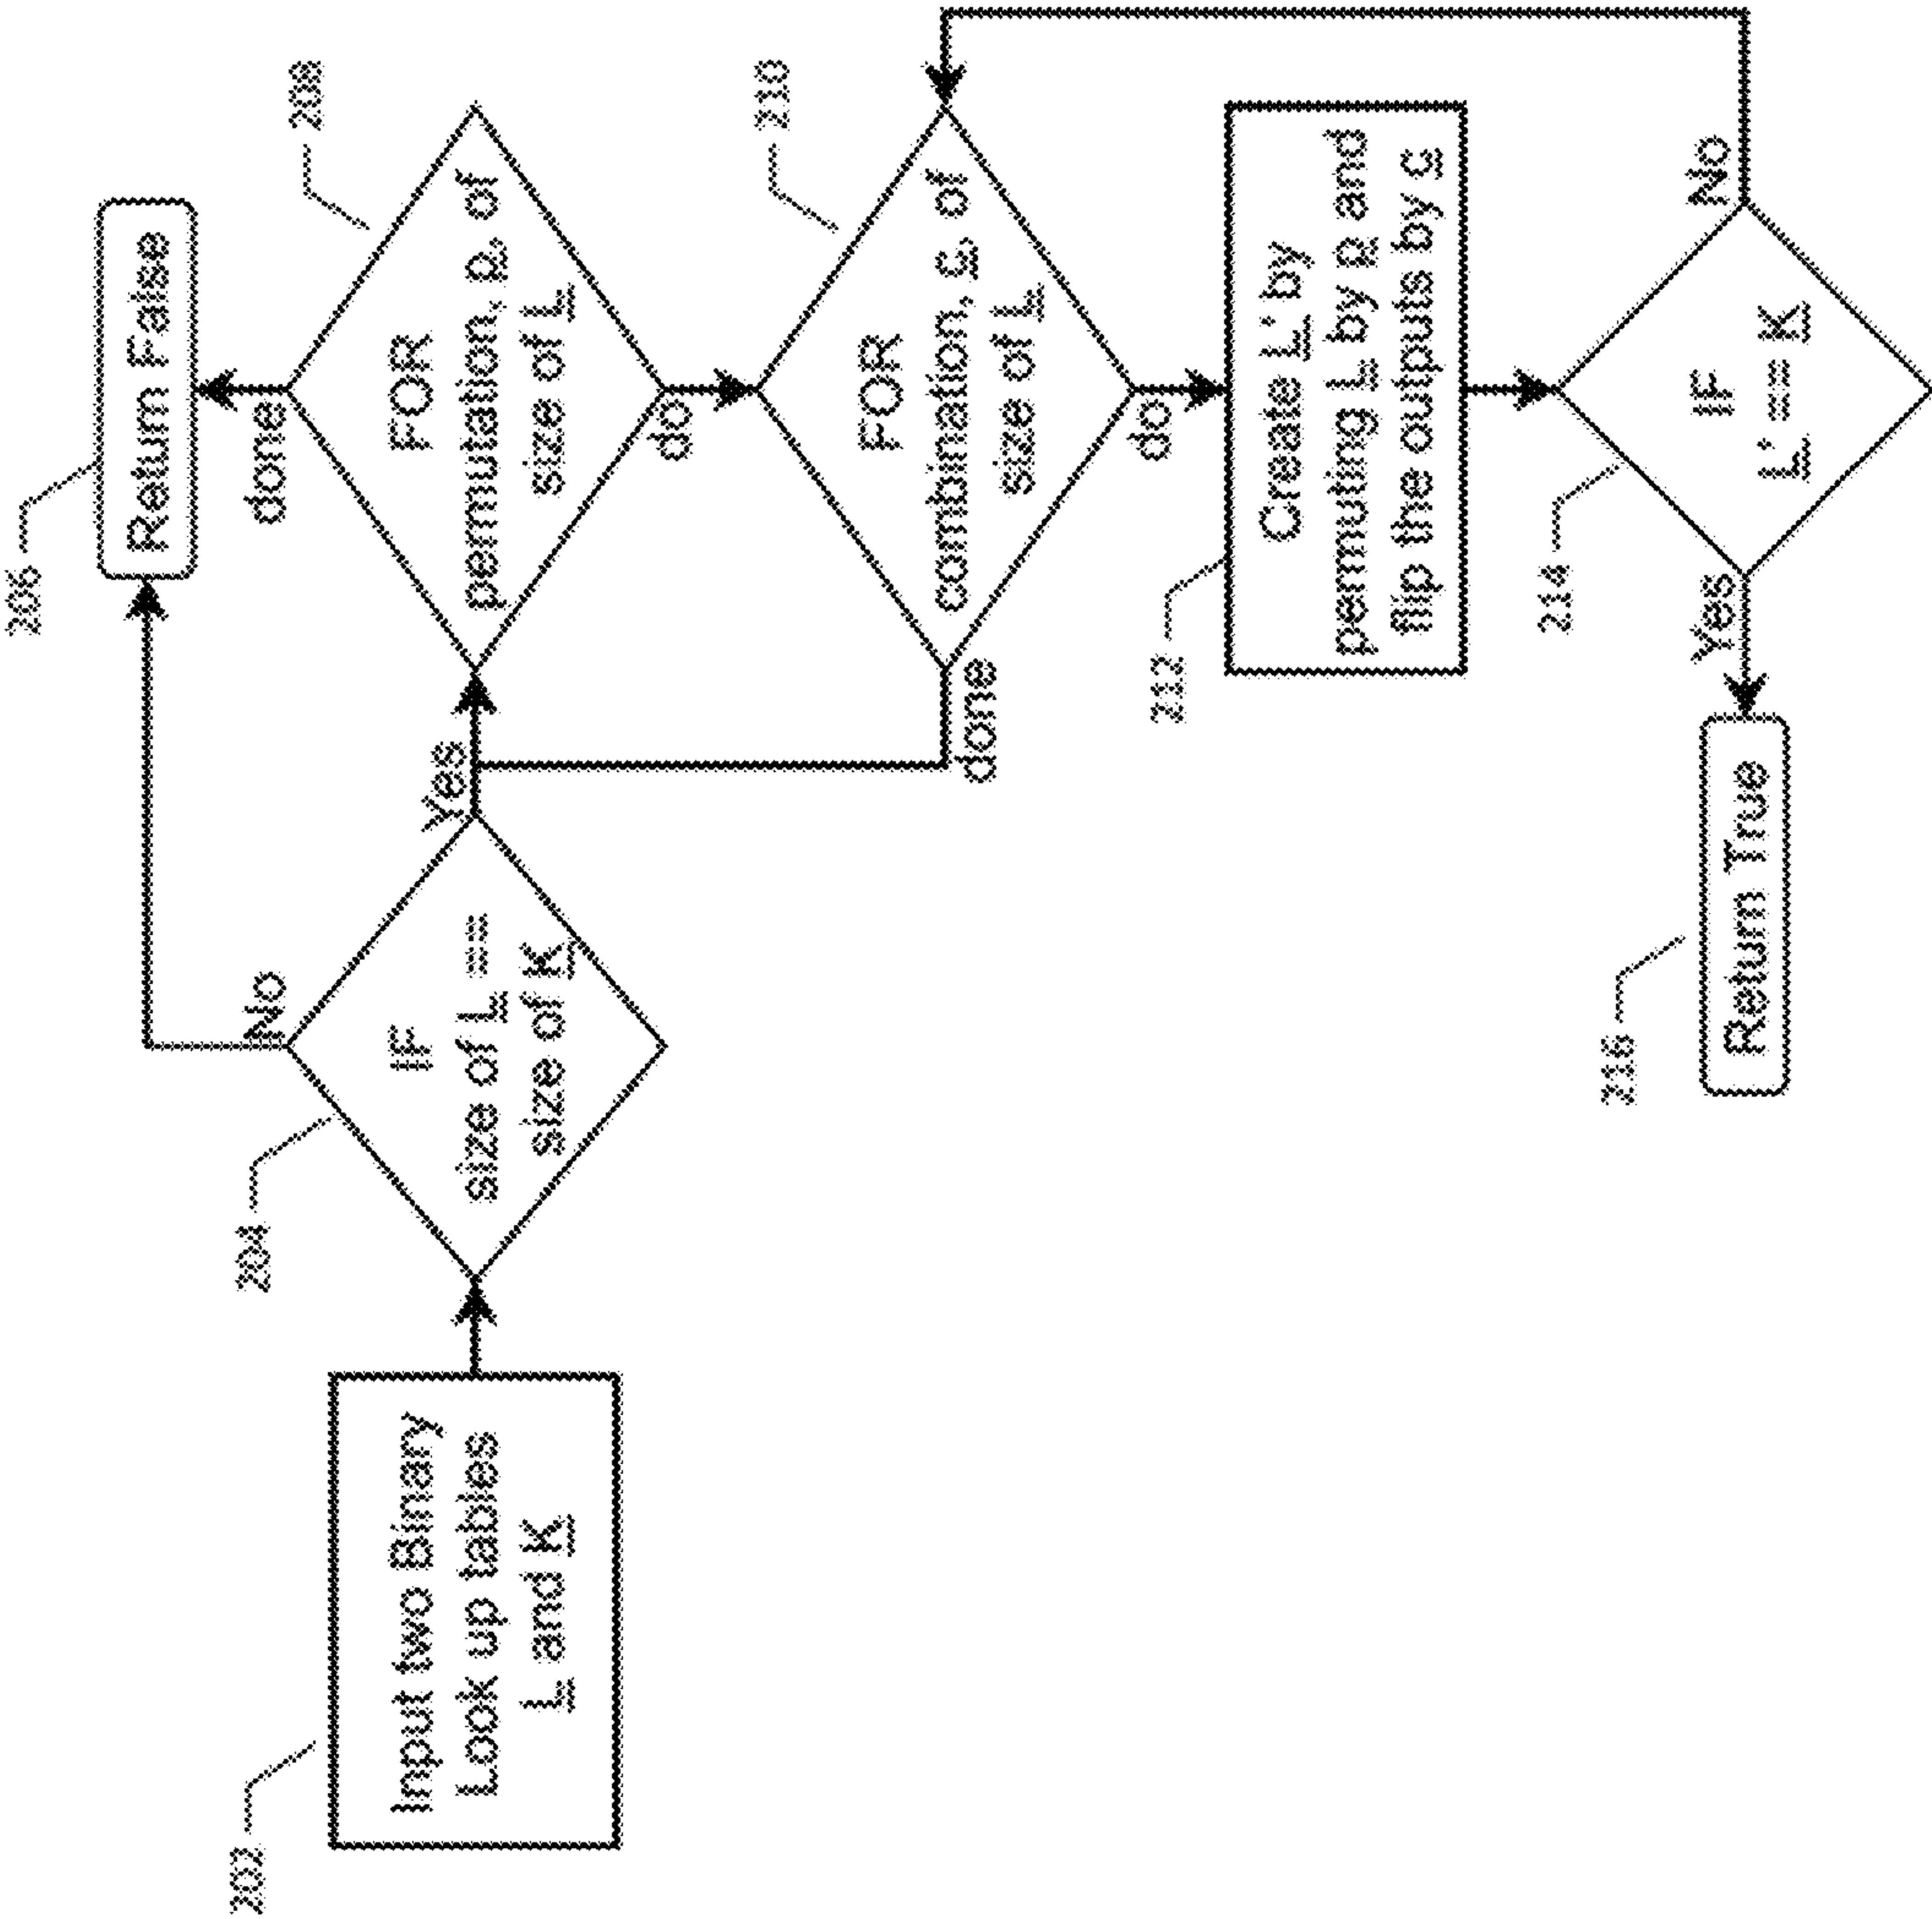 202
Input two Binary
Look up tables
L and K
204
IF
size of L ==
size of K
No
Yes
206
Return False
done
208
FOR
permutation, p, of
size of L
do
210
FOR
combination, c, of
size of L
done
do
212
Create L' by
permuting L by p and
flip the outputs by c
214
IF
L' == K
Yes
No
216
Return True